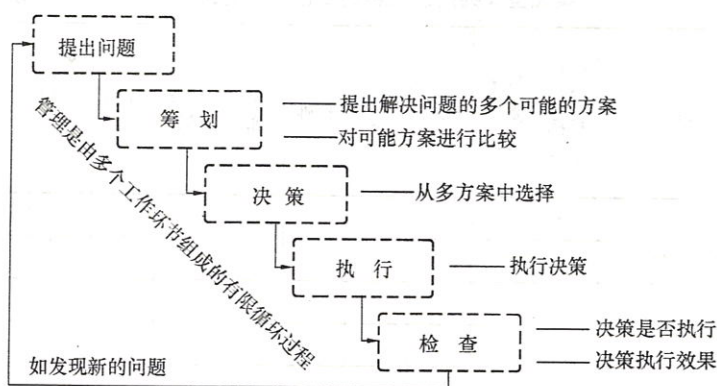 提出问题
筹划
提出解决问题的多个可能的方案
对可能方案进行比较
管理是由多个工作环节组成的有限循环过程
决策
从多方案中选择
执行
执行决策
检查
决策是否执行
决策执行效果
如发现新的问题